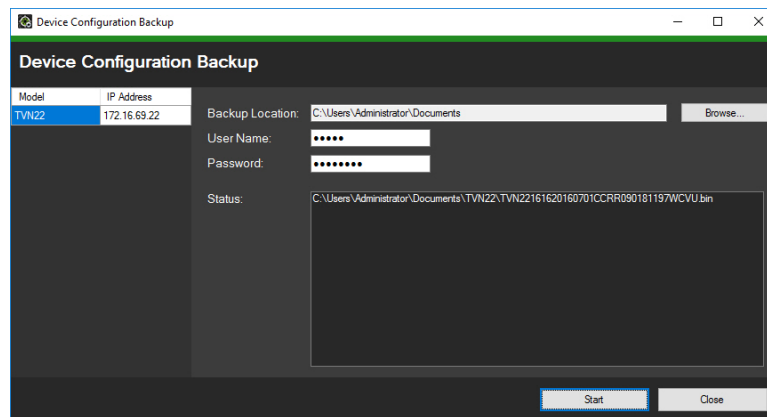 Device Configuration Backup
Device Configuration Backup
Model IP Address
TVN22 172.16.69.22
Backup Location: C:\Users\Administrator\Documents Browse...
User Name: •••••
Password: ••••••••
Status: C:\Users\Administrator\Documents\TVN22\TVN22161620160701CCRR090181197WCVU.bin
Start Close